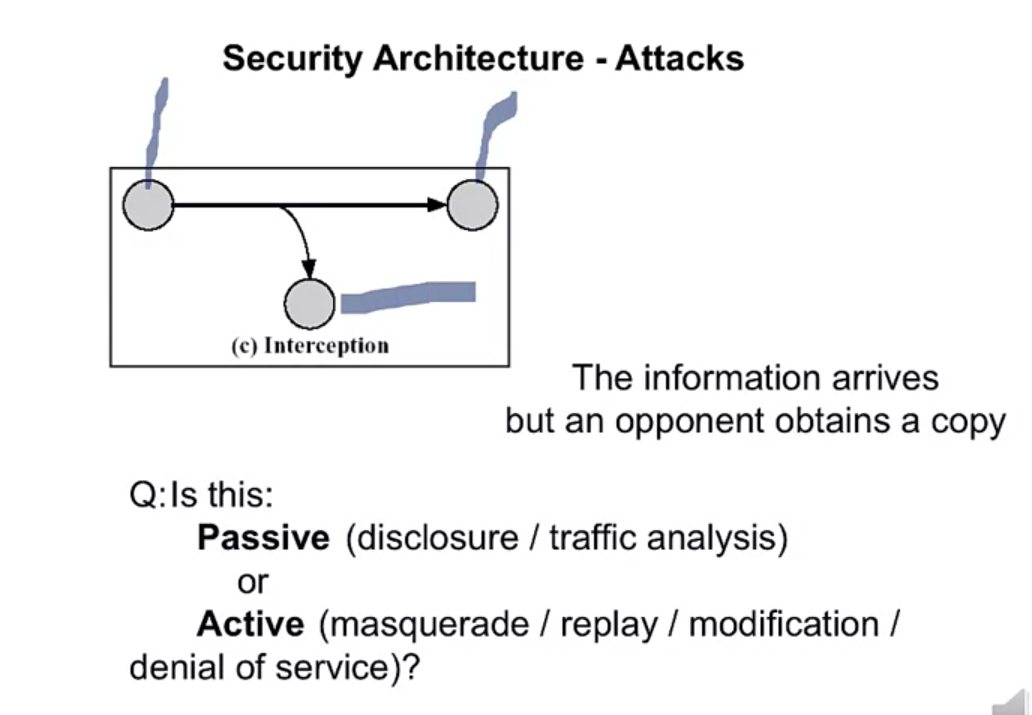 Security Architecture - Attacks
(c) Interception
The information arrives
but an opponent obtains a copy
Q:Is this:
Passive (disclosure / traffic analysis)
or
Active (masquerade / replay / modification /
denial of service)?